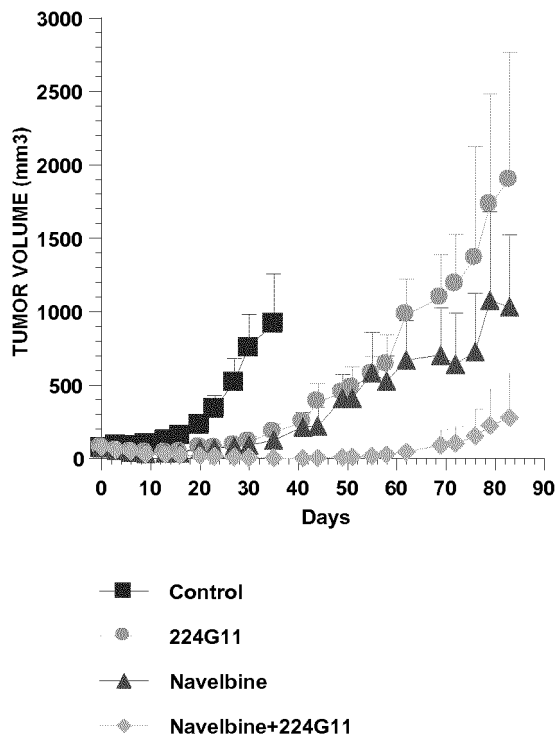 3000
2500
2000
1500
1000
500
0
TUMOR VOLUME (mm3)
0 10 20 30 40 50 60 70 80 90
Days
Control
224G11
Navelbine
Navelbine+224G11